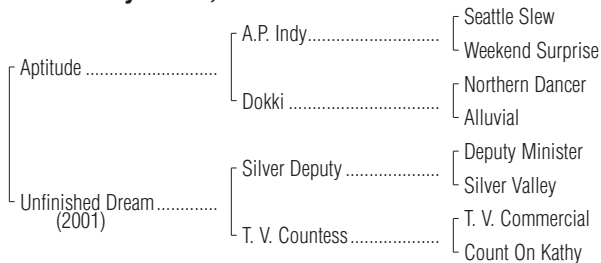 Seattle Slew
A.P. Indy
Weekend Surprise
Aptitude
Northern Dancer
Dokki
Alluvial
Deputy Minister
Silver Deputy
Silver Valley
Unfinished Dream
(2001)
T. V. Commercial
T. V. Countess
Count On Kathy